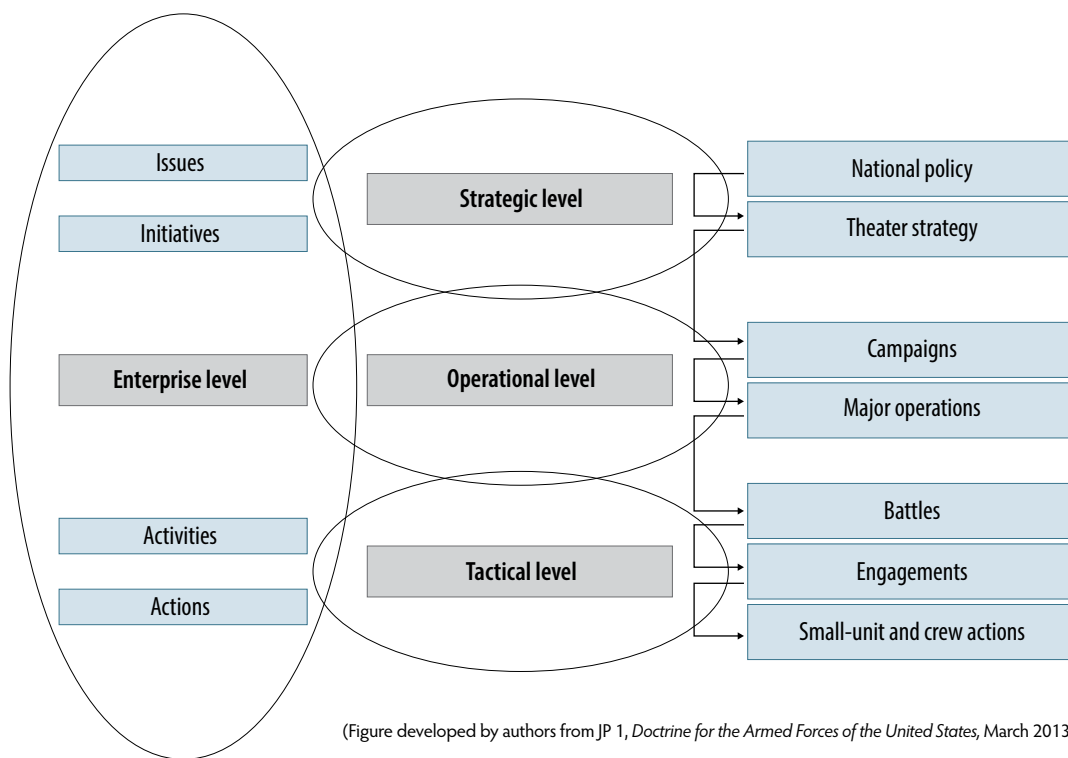 Issues
Initiatives
Enterprise level
Activities
Actions
Strategic level
Operational level
Tactical level
National policy
Theater strategy
Campaigns
Major operations
Battles
Engagements
Small-unit and crew actions
(Figure developed by authors from JP 1, Doctrine for the Armed Forces of the United States, March 2013